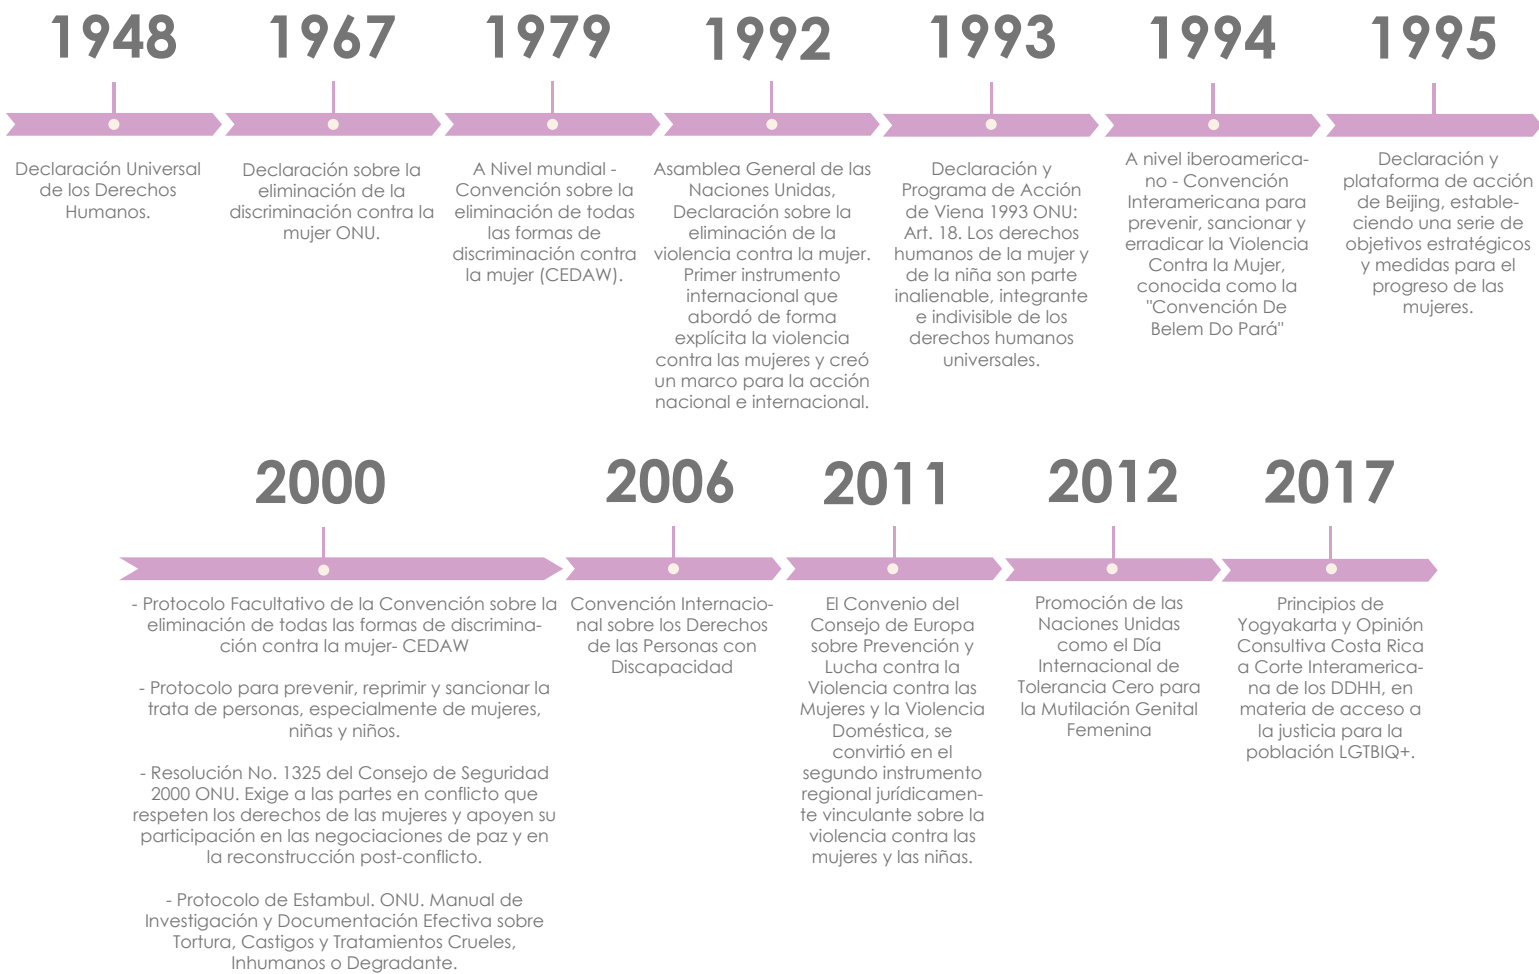 1948
Declaración Universal
de los Derechos
Humanos.
1967
Declaración sobre la
eliminación de la
discriminación contra la
mujer ONU.
1979
A Nivel mundial -
Convención sobre la
eliminación de todas
las formas de
discriminación contra
la mujer (CEDAW).
1992
Asamblea General de las
Naciones Unidas,
Declaración sobre la
eliminación de la
violencia contra la mujer.
Primer instrumento
internacional que
abordó de forma
explícita la violencia
contra las mujeres y creó
un marco para la acción
nacional e internacional.
1993
Declaración y
Programa de Acción
de Viena 1993 ONU:
Art. 18. Los derechos
humanos de la mujer y
de la niña son parte
inalienable, integrante
e indivisible de los
derechos humanos
universales.
1994
A nivel iberoamerica-
no - Convención
Interamericana para
prevenir, sancionar y
erradicar la Violencia
Contra la Mujer,
conocida como la
"Convención De
Belem Do Pará"
1995
Declaración y
plataforma de acción
de Beijing, estable-
ciendo una serie de
objetivos estratégicos
y medidas para el
progreso de las
mujeres.
2000
- Protocolo Facultativo de la Convención sobre la
eliminación de todas las formas de discrimina-
ción contra la mujer- CEDAW
- Protocolo para prevenir, reprimir y sancionar la
trata de personas, especialmente de mujeres,
niñas y niños.
- Resolución No. 1325 del Consejo de Seguridad
2000 ONU. Exige a las partes en conflicto que
respeten los derechos de las mujeres y apoyen su
participación en las negociaciones de paz y en
la reconstrucción post-conflicto.
- Protocolo de Estambul. ONU. Manual de
Investigación y Documentación Efectiva sobre
Tortura, Castigos y Tratamientos Crueles,
Inhumanos o Degradante.
2006
Convención Internacio-
nal sobre los Derechos
de las Personas con
Discapacidad
2011
El Convenio del
Consejo de Europa
sobre Prevención y
Lucha contra la
Violencia contra las
Mujeres y la Violencia
Doméstica, se
convirtió en el
segundo instrumento
regional jurídicamen-
te vinculante sobre la
violencia contra las
mujeres y las niñas.
2012
Promoción de las
Naciones Unidas
como el Día
Internacional de
Tolerancia Cero para
la Mutilación Genital
Femenina
2017
Principios de
Yogyakarta y Opinión
Consultiva Costa Rica
a Corte Interamerica-
na de los DDHH, en
materia de acceso a
la justicia para la
población LGTBIQ+.